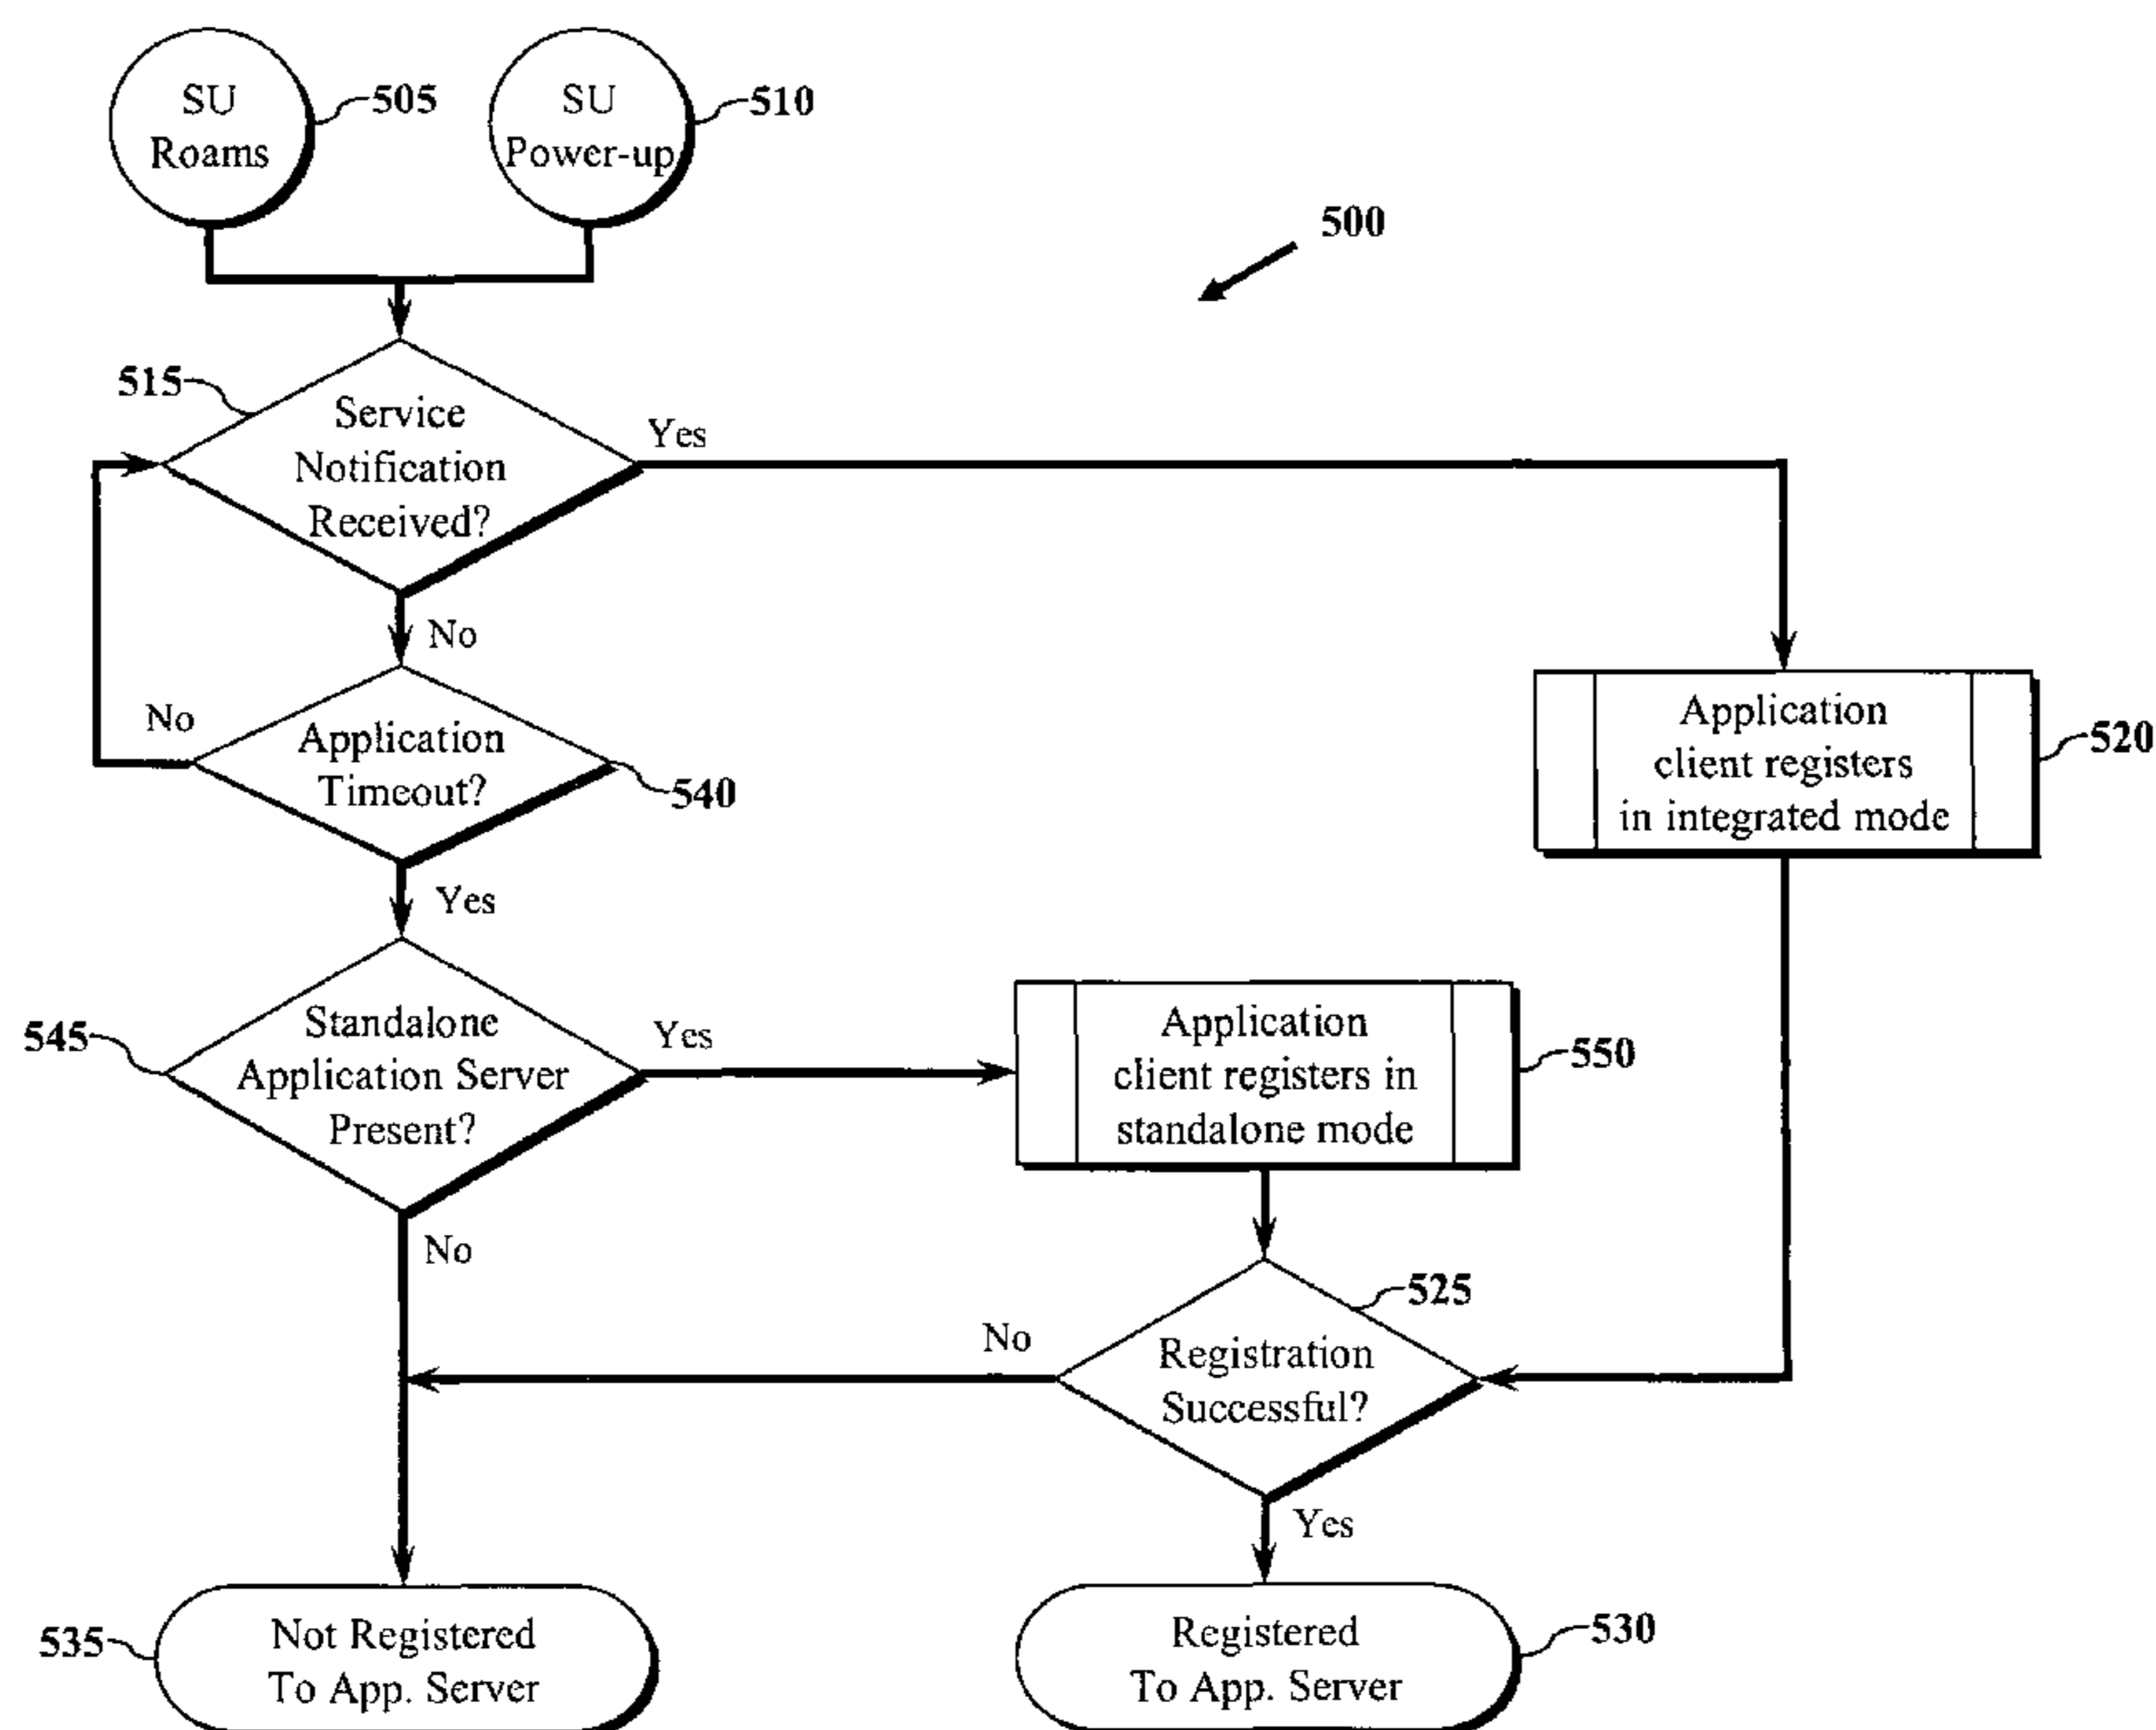 SU
Roams
505
SU
Power-up
510
500
515
Service
Notification
Received?
Yes
No
No
Application
Timeout?
540
Application
client registers
in integrated mode
520
Yes
545
Standalone
Application Server
Present?
Yes
Application
client registers in
standalone mode
550
No
525
No
Registration
Successful?
Yes
535
Not Registered
To App. Server
Registered
To App. Server
530